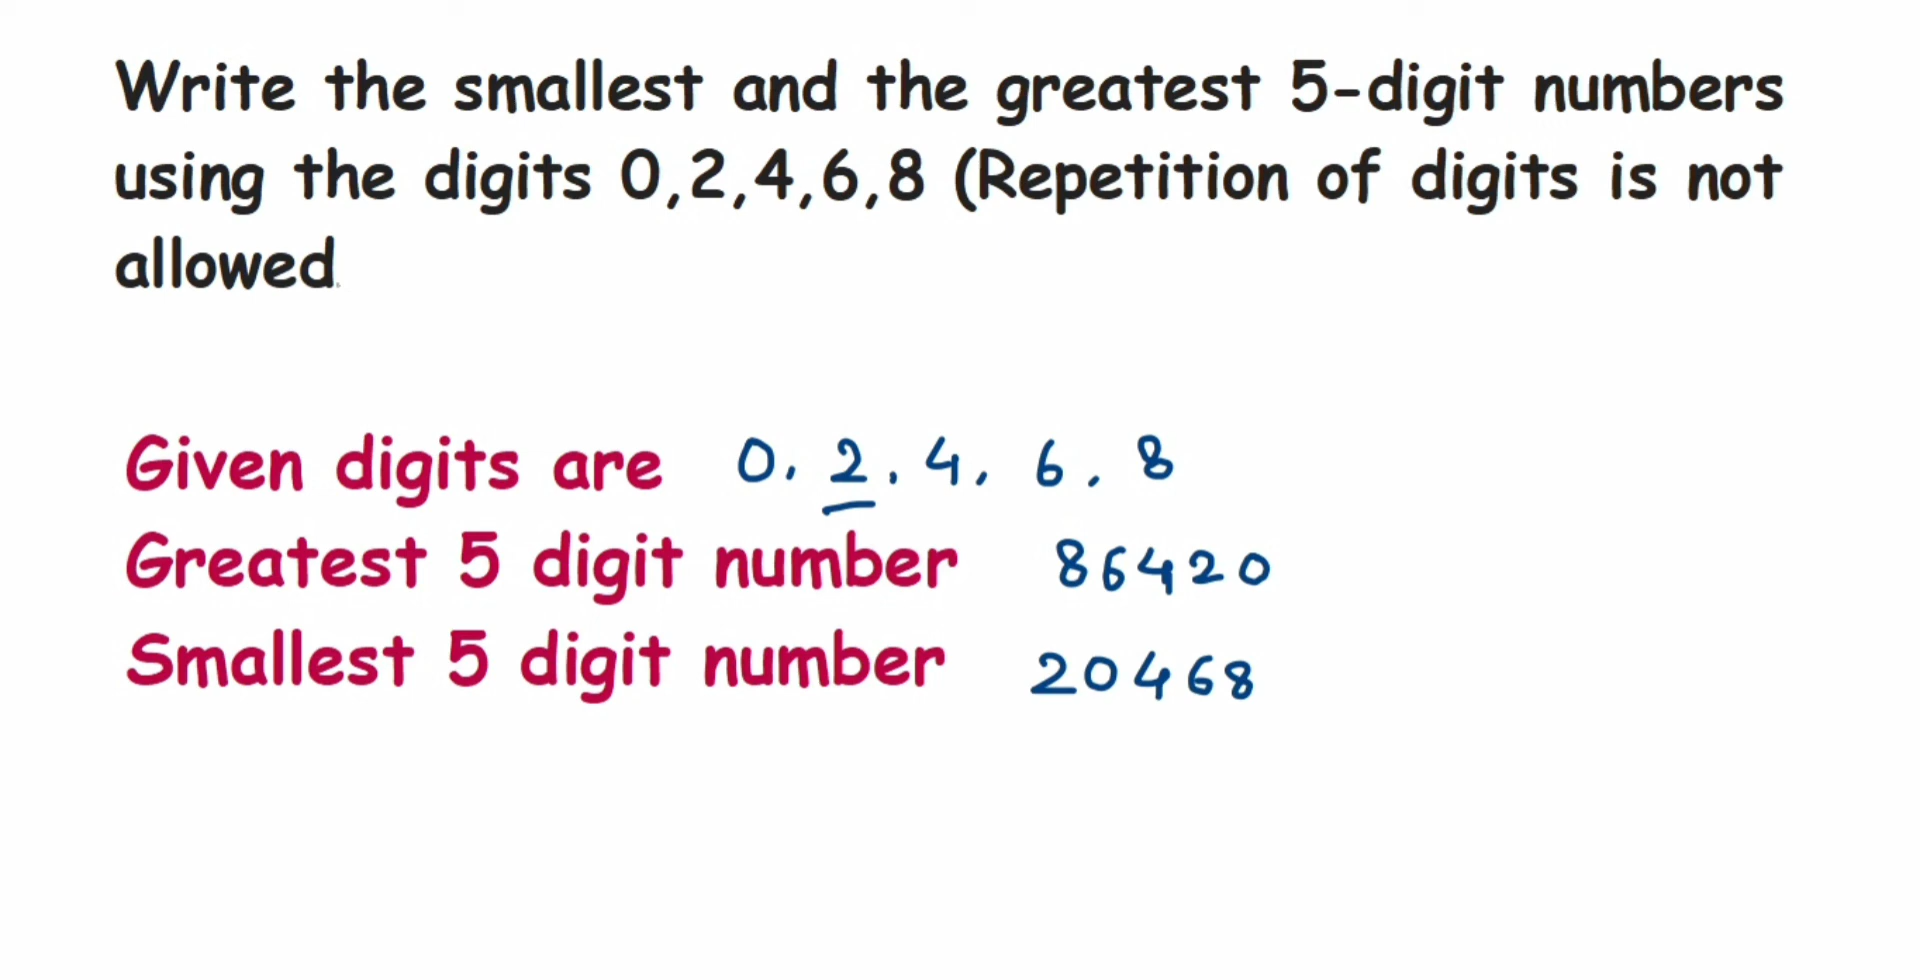 Write the smallest and the greatest 5-digit numbers
using the digits 0,2,4,6,8 (Repetition of digits is not
allowed.
Given digits are 0, 2, 4, 6, 8
Greatest 5 digit number 86420
Smallest 5 digit number 20468